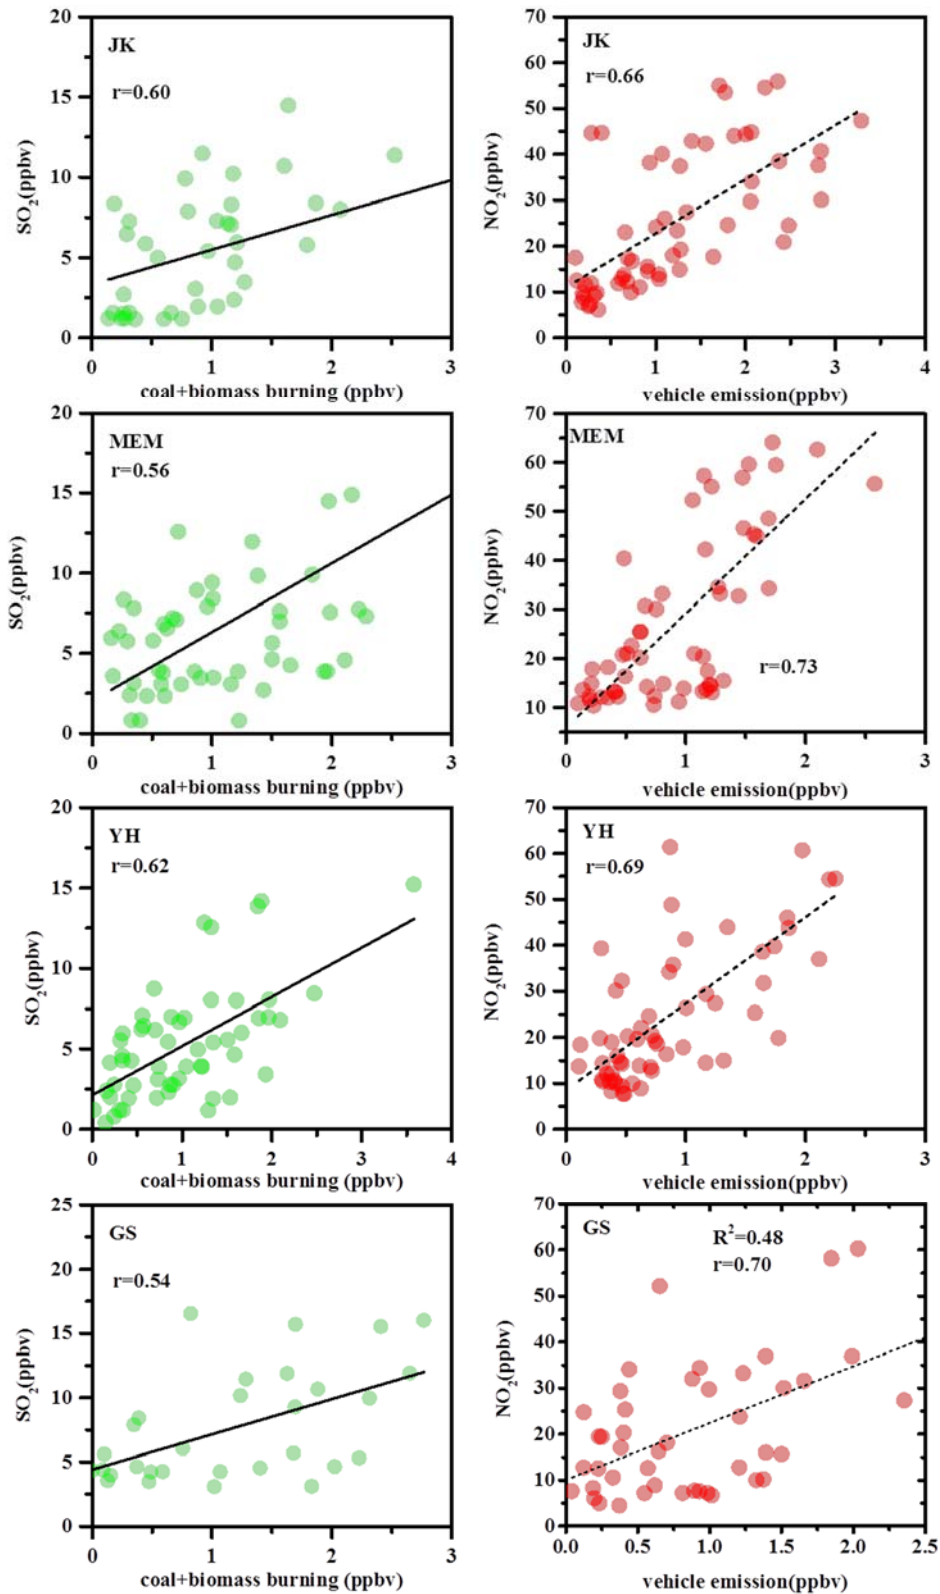 20
15
10
5
0
SO2(ppbv)
JK
r=0.60
0 1 2 3
coal+biomass burning (ppbv)
70
60
50
40
30
20
10
0
NO2(ppbv)
JK
r=0.66
0 1 2 3 4
vehicle emission(ppbv)
20
15
10
5
0
SO2(ppbv)
MEM
r=0.56
0 1 2 3
coal+biomass burning (ppbv)
70
60
50
40
30
20
10
NO2(ppbv)
MEM
r=0.73
0 1 2 3
vehicle emission(ppbv)
20
15
10
5
0
SO2(ppbv)
YH
r=0.62
0 1 2 3 4
coal+biomass burning (ppbv)
70
60
50
40
30
20
10
0
NO2(ppbv)
YH
r=0.69
0 1 2 3
vehicle emission(ppbv)
25
20
15
10
5
0
SO2(ppbv)
GS
r=0.54
0 1 2 3
coal+biomass burning (ppbv)
70
60
50
40
30
20
10
0
NO2(ppbv)
GS
R²=0.48
r=0.70
0.0 0.5 1.0 1.5 2.0 2.5
vehicle emission(ppbv)